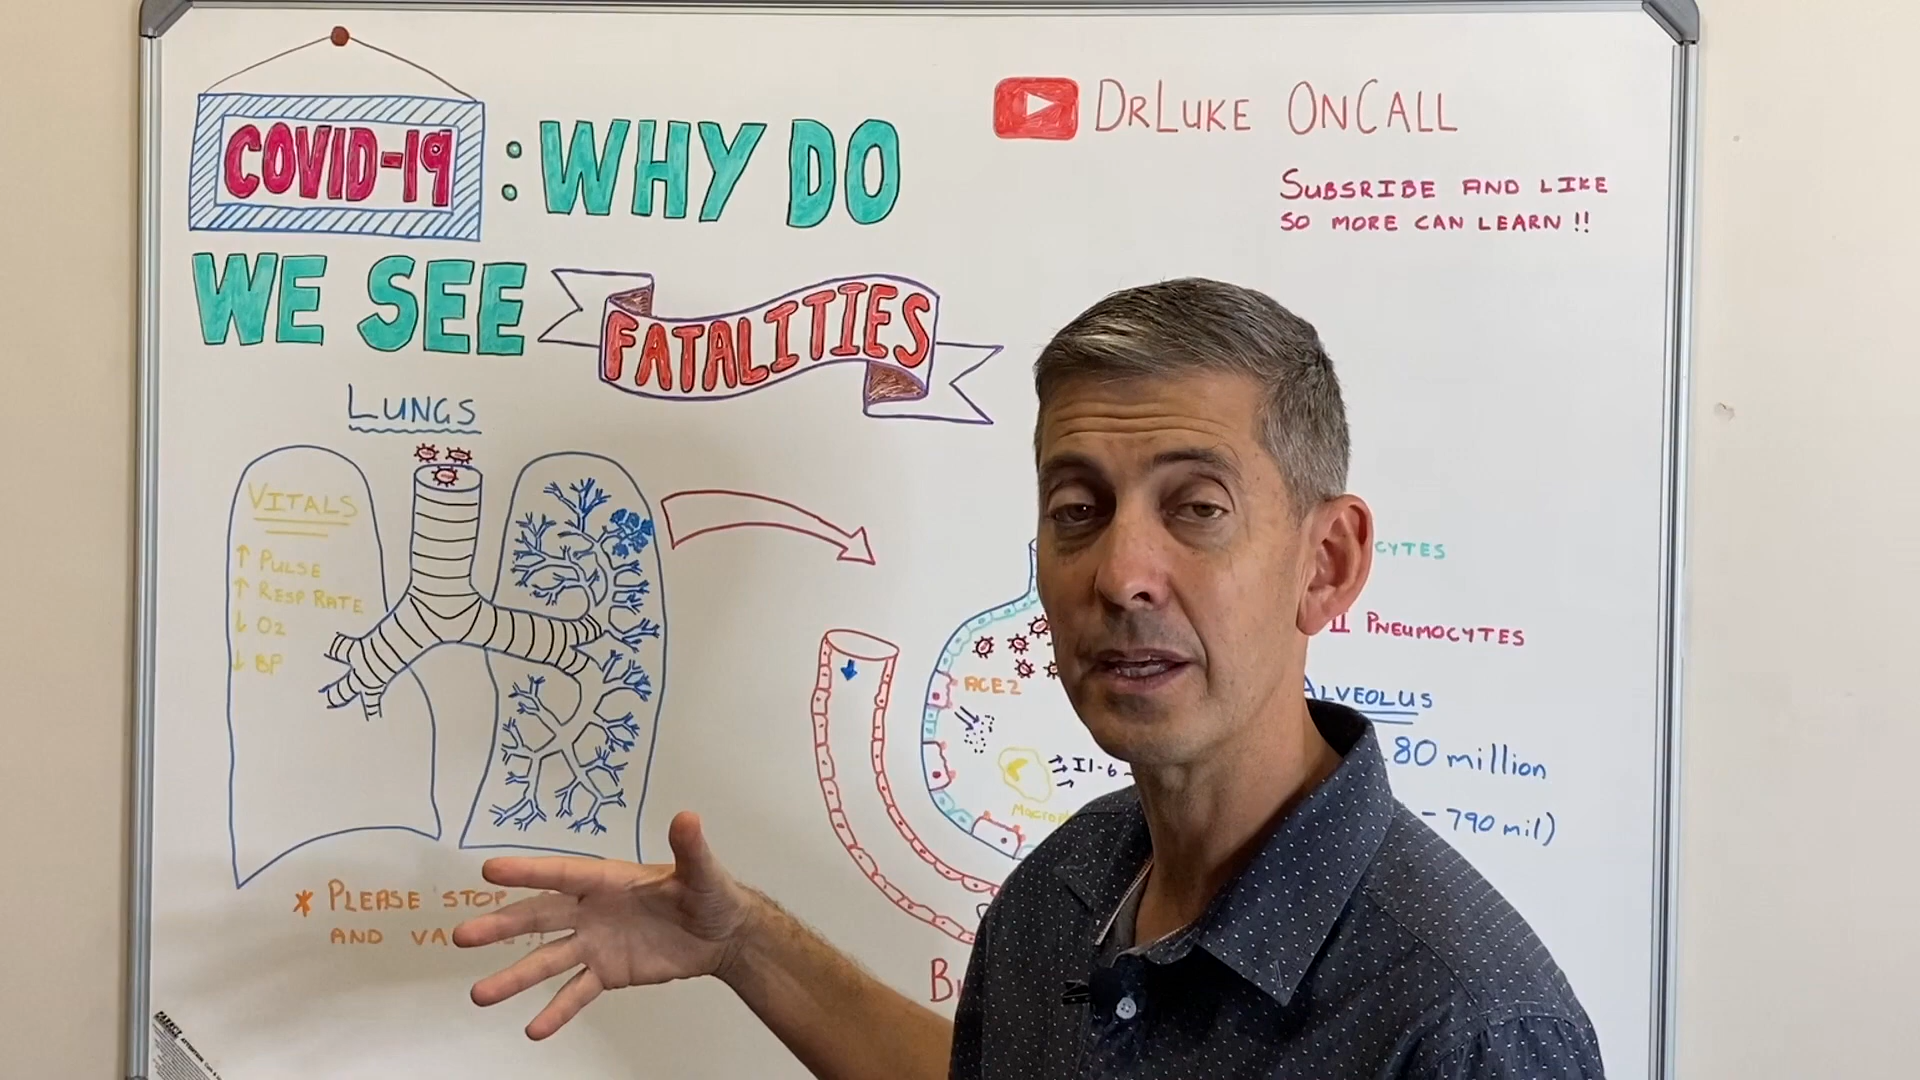 COVID-19 : WHY DO
WE SEE FATALITIES
DRLUKE ONCALL
SUBSRIBE AND LIKE
SO MORE CAN LEARN !!
LUNGS
VITALS
↑ PULSE
↑ RESP RATE
↓ O2
↓ BP
* PLEASE STOP
AND
ACE2
Il-6
CYTES
II PNEUMOCYTES
ALVEOLUS
80 million
- 790 mil)